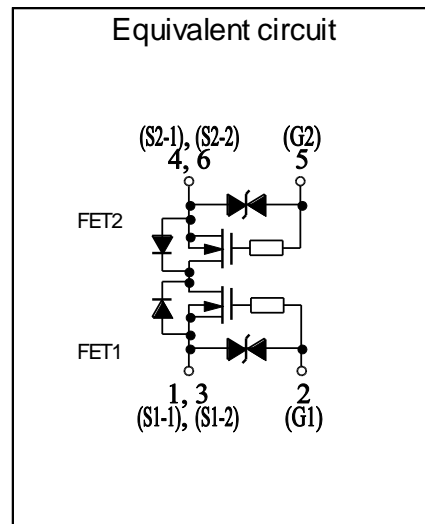 Equivalent circuit
(S2-1), (S2-2) (G2)
4, 6 5
FET2
FET1
1, 3 2
(S1-1), (S1-2) (G1)